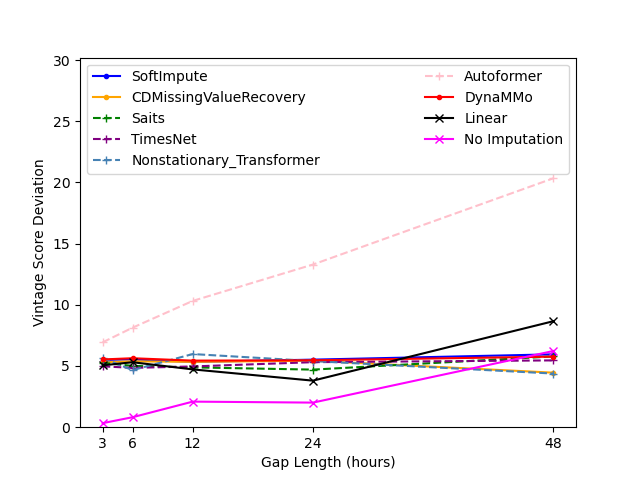 30
25
20
15
10
5
0
Vintage Score Deviation
SoftImpute
CDMissingValueRecovery
Saits
TimesNet
Nonstationary_Transformer
Autoformer
DynaMMo
Linear
No Imputation
3 6 12 24 48
Gap Length (hours)